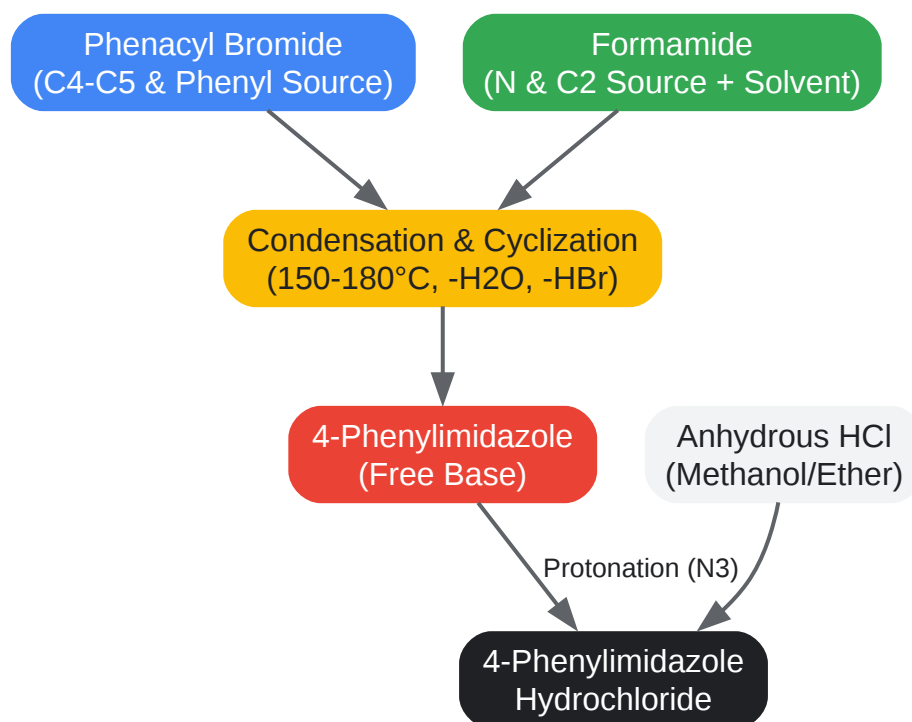 Phenacyl Bromide
(C4-C5 & Phenyl Source)
Formamide
(N & C2 Source + Solvent)
Condensation & Cyclization
(150-180°C, -H2O, -HBr)
4-Phenylimidazole
(Free Base)
Anhydrous HCl
(Methanol/Ether)
Protonation (N3)
4-Phenylimidazole
Hydrochloride